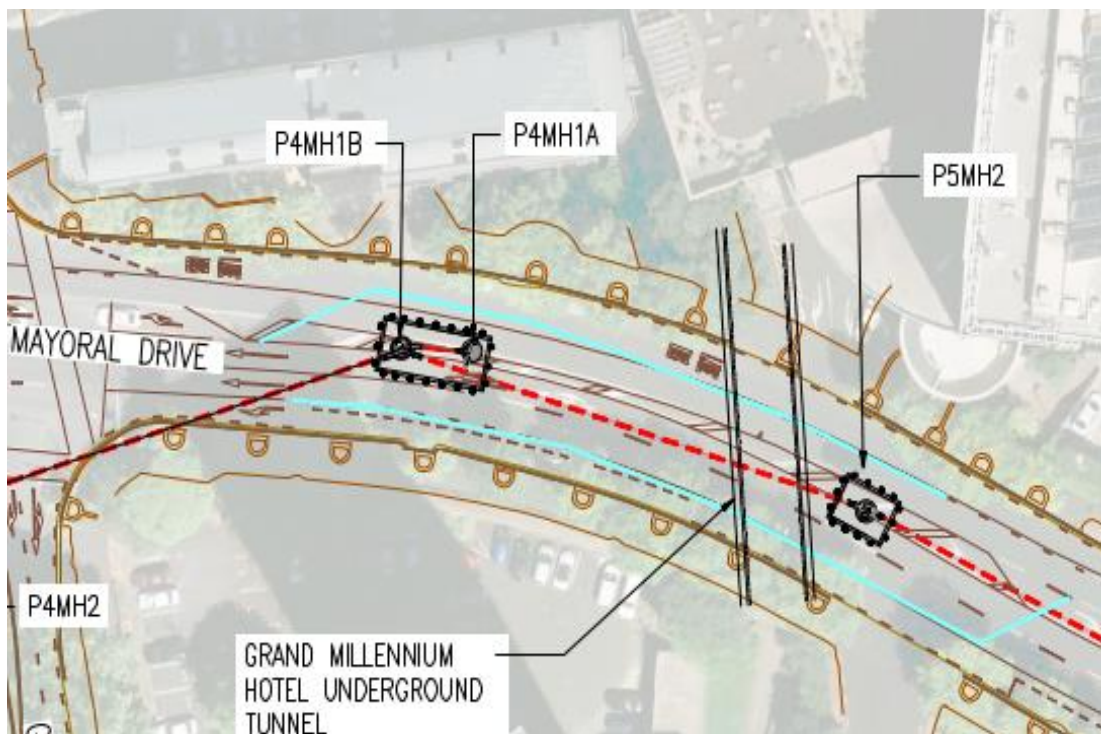 P4MH1B
P4MH1A
P5MH2
MAYORAL DRIVE
P4MH2
GRAND MILLENNIUM
HOTEL UNDERGROUND
TUNNEL